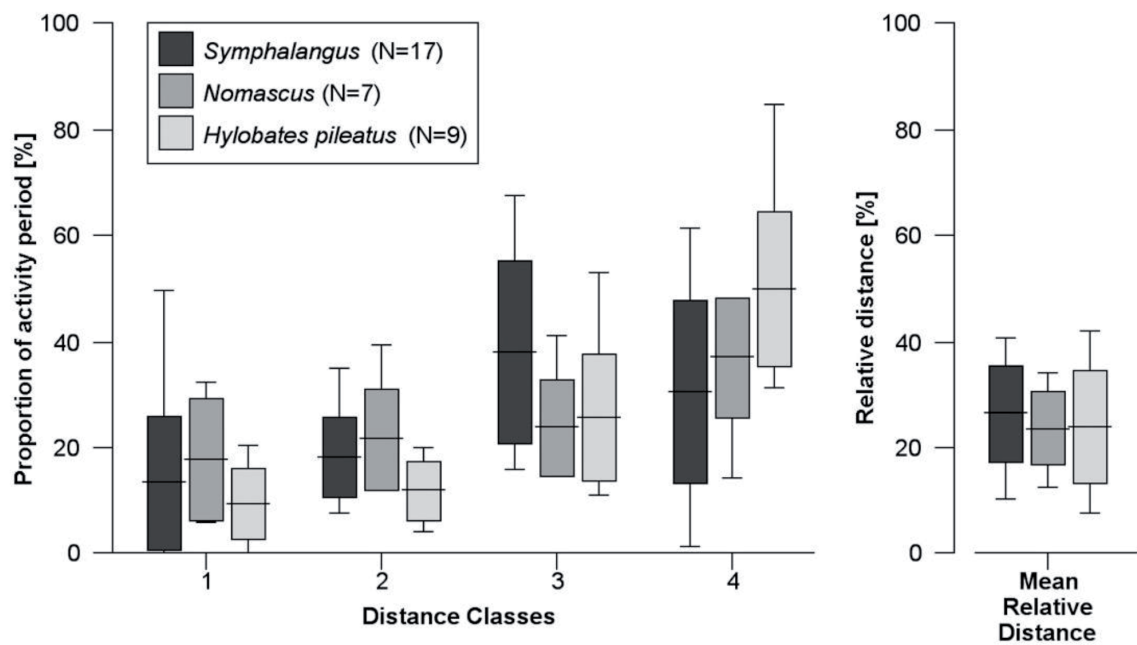 Proportion of activity period [%]
100
80
60
40
20
0
Symphalangus (N=17)
Nomascus (N=7)
Hylobates pileatus (N=9)
1 2 3 4
Distance Classes
Relative distance [%]
100
80
60
40
20
0
Mean
Relative
Distance